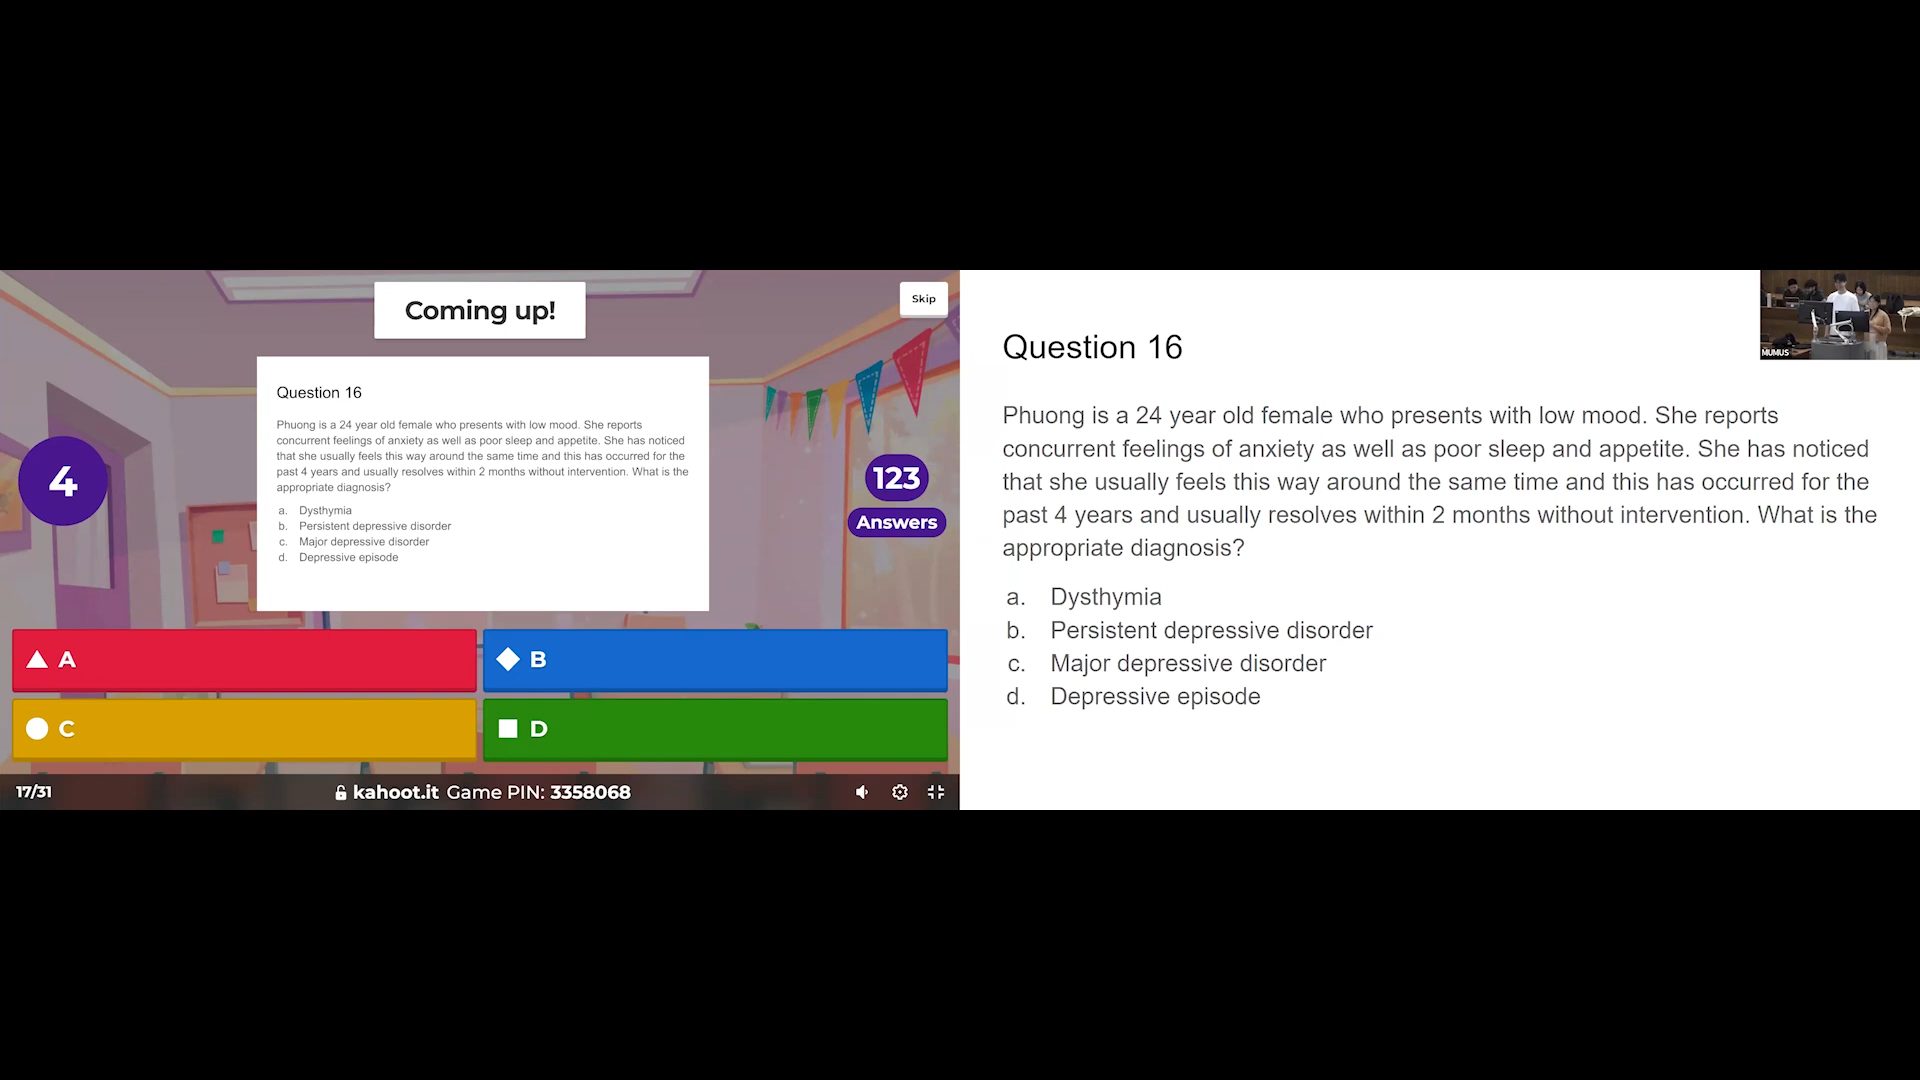 Coming up!
Skip
Question 16
Phuong is a 24 year old female who presents with low mood. She reports
concurrent feelings of anxiety as well as poor sleep and appetite. She has noticed
that she usually feels this way around the same time and this has occurred for the
past 4 years and usually resolves within 2 months without intervention. What is the
appropriate diagnosis?
a. Dysthymia
b. Persistent depressive disorder
c. Major depressive disorder
d. Depressive episode
4
123
Answers
A
B
C
D
17/31
kahoot.it Game PIN: 3358068
Question 16
Phuong is a 24 year old female who presents with low mood. She reports
concurrent feelings of anxiety as well as poor sleep and appetite. She has noticed
that she usually feels this way around the same time and this has occurred for the
past 4 years and usually resolves within 2 months without intervention. What is the
appropriate diagnosis?
a. Dysthymia
b. Persistent depressive disorder
c. Major depressive disorder
d. Depressive episode
MUMUS